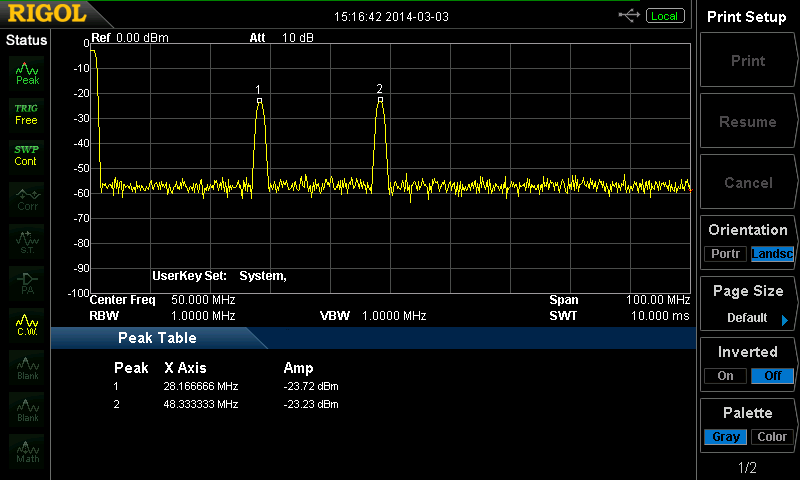 RIGOL
15:16:42 2014-03-03
Local
Print Setup
Status
Ref 0.00 dBm Att 10 dB
Peak
TRIG
Free
SWP
Cont
Corr
S.T.
PA
C.W.
Blank
Blank
Math
0
-10
-20
-30
-40
-50
-60
-70
-80
-90
-100
1
2
UserKey Set: System,
Center Freq 50.000 MHz Span 100.00 MHz
RBW 1.0000 MHz VBW 1.0000 MHz SWT 10.000 ms
Peak Table
Peak X Axis Amp
1 28.166666 MHz -23.72 dBm
2 48.333333 MHz -23.23 dBm
Print
Resume
Cancel
Orientation
Portr Landsc
Page Size
Default
Inverted
On Off
Palette
Gray Color
1/2